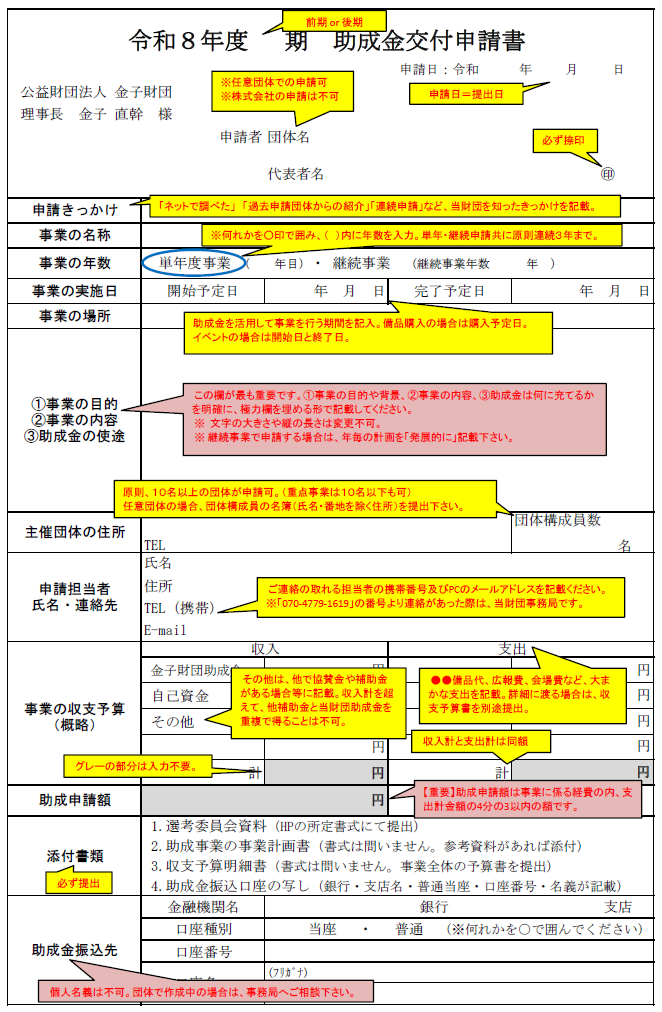 前期 or 後期
令和８年度　　期　助成金交付申請書
申請日：令和　　年　　月　　日
申請日＝提出日
公益財団法人　金子財団
理事長　金子 直幹　様
※任意団体での申請可
※株式会社の申請は不可
申請者 団体名
必ず捺印
代表者名
㊞
申請きっかけ
「ネットで調べた」「過去申請団体からの紹介」「連続申請」など、当財団を知ったきっかけを記載。
事業の名称
※何れかを〇印で囲み、（ ）内に年数を入力。単年・継続申請共に原則連続３年まで。
事業の年数
単年度事業（　　年目）・ 継続事業　（継続事業年数　　　年　）
事業の実施日
開始予定日
年　月　日
完了予定日
年　月　日
事業の場所
助成金を活用して事業を行う期間を記入。備品購入の場合は購入予定日。
イベントの場合は開始日と終了日。
①事業の目的
②事業の内容
③助成金の使途
この欄が最も重要です。①事業の目的や背景、②事業の内容、③助成金は何に充てるか
を明確に、極力欄を埋める形で記載してください。
※ 文字の大きさや縦の長さは変更不可。
※ 継続事業で申請する場合は、年毎の計画を「発展的に」記載下さい。
原則、１０名以上の団体が申請可。（重点事業は１０名以下も可）
任意団体の場合、団体構成員の名簿（氏名・番地を除く住所）を提出下さい。
主催団体の住所
TEL
団体構成員数
名
申請担当者
氏名・連絡先
氏名
住所
TEL（携帯）
E-mail
ご連絡の取れる担当者の携帯番号及びPCのメールアドレスを記載ください。
※「070-4779-1619」の番号より連絡があった際は、当財団事務局です。
事業の収支予算
（概略）
収入
支出
金子財団助成
円
円
自己資金
円
その他
円
円
円
計
円
計
円
その他は、他で協賛金や補助金
がある場合等に記載。収入計を超
えて、他補助金と当財団助成金を
重複で得ることは不可。
●●備品代、広報費、会場費など、大ま
かな支出を記載。詳細に渡る場合は、収
支予算書を別途提出。
収入計と支出計は同額
グレーの部分は入力不要。
助成申請額
円
【重要】助成申請額は事業に係る経費の内、支
出計金額の4分の3以内の額です。
添付書類
必ず提出
1.選考委員会資料（HPの所定書式にて提出）
2.助成事業の事業計画書（書式は問いません。参考資料があれば添付）
3.収支予算明細書（書式は問いません。事業全体の予算書を提出）
4.助成金振込口座の写し（銀行・支店名・普通当座・口座番号・名義が記載）
助成金振込先
金融機関名
銀行
支店
口座種別
当座　・　普通　（※何れかを〇で囲んでください）
口座番号
(ﾌﾘｶﾞﾅ)
個人名義は不可。団体で作成中の場合は、事務局へご相談下さい。